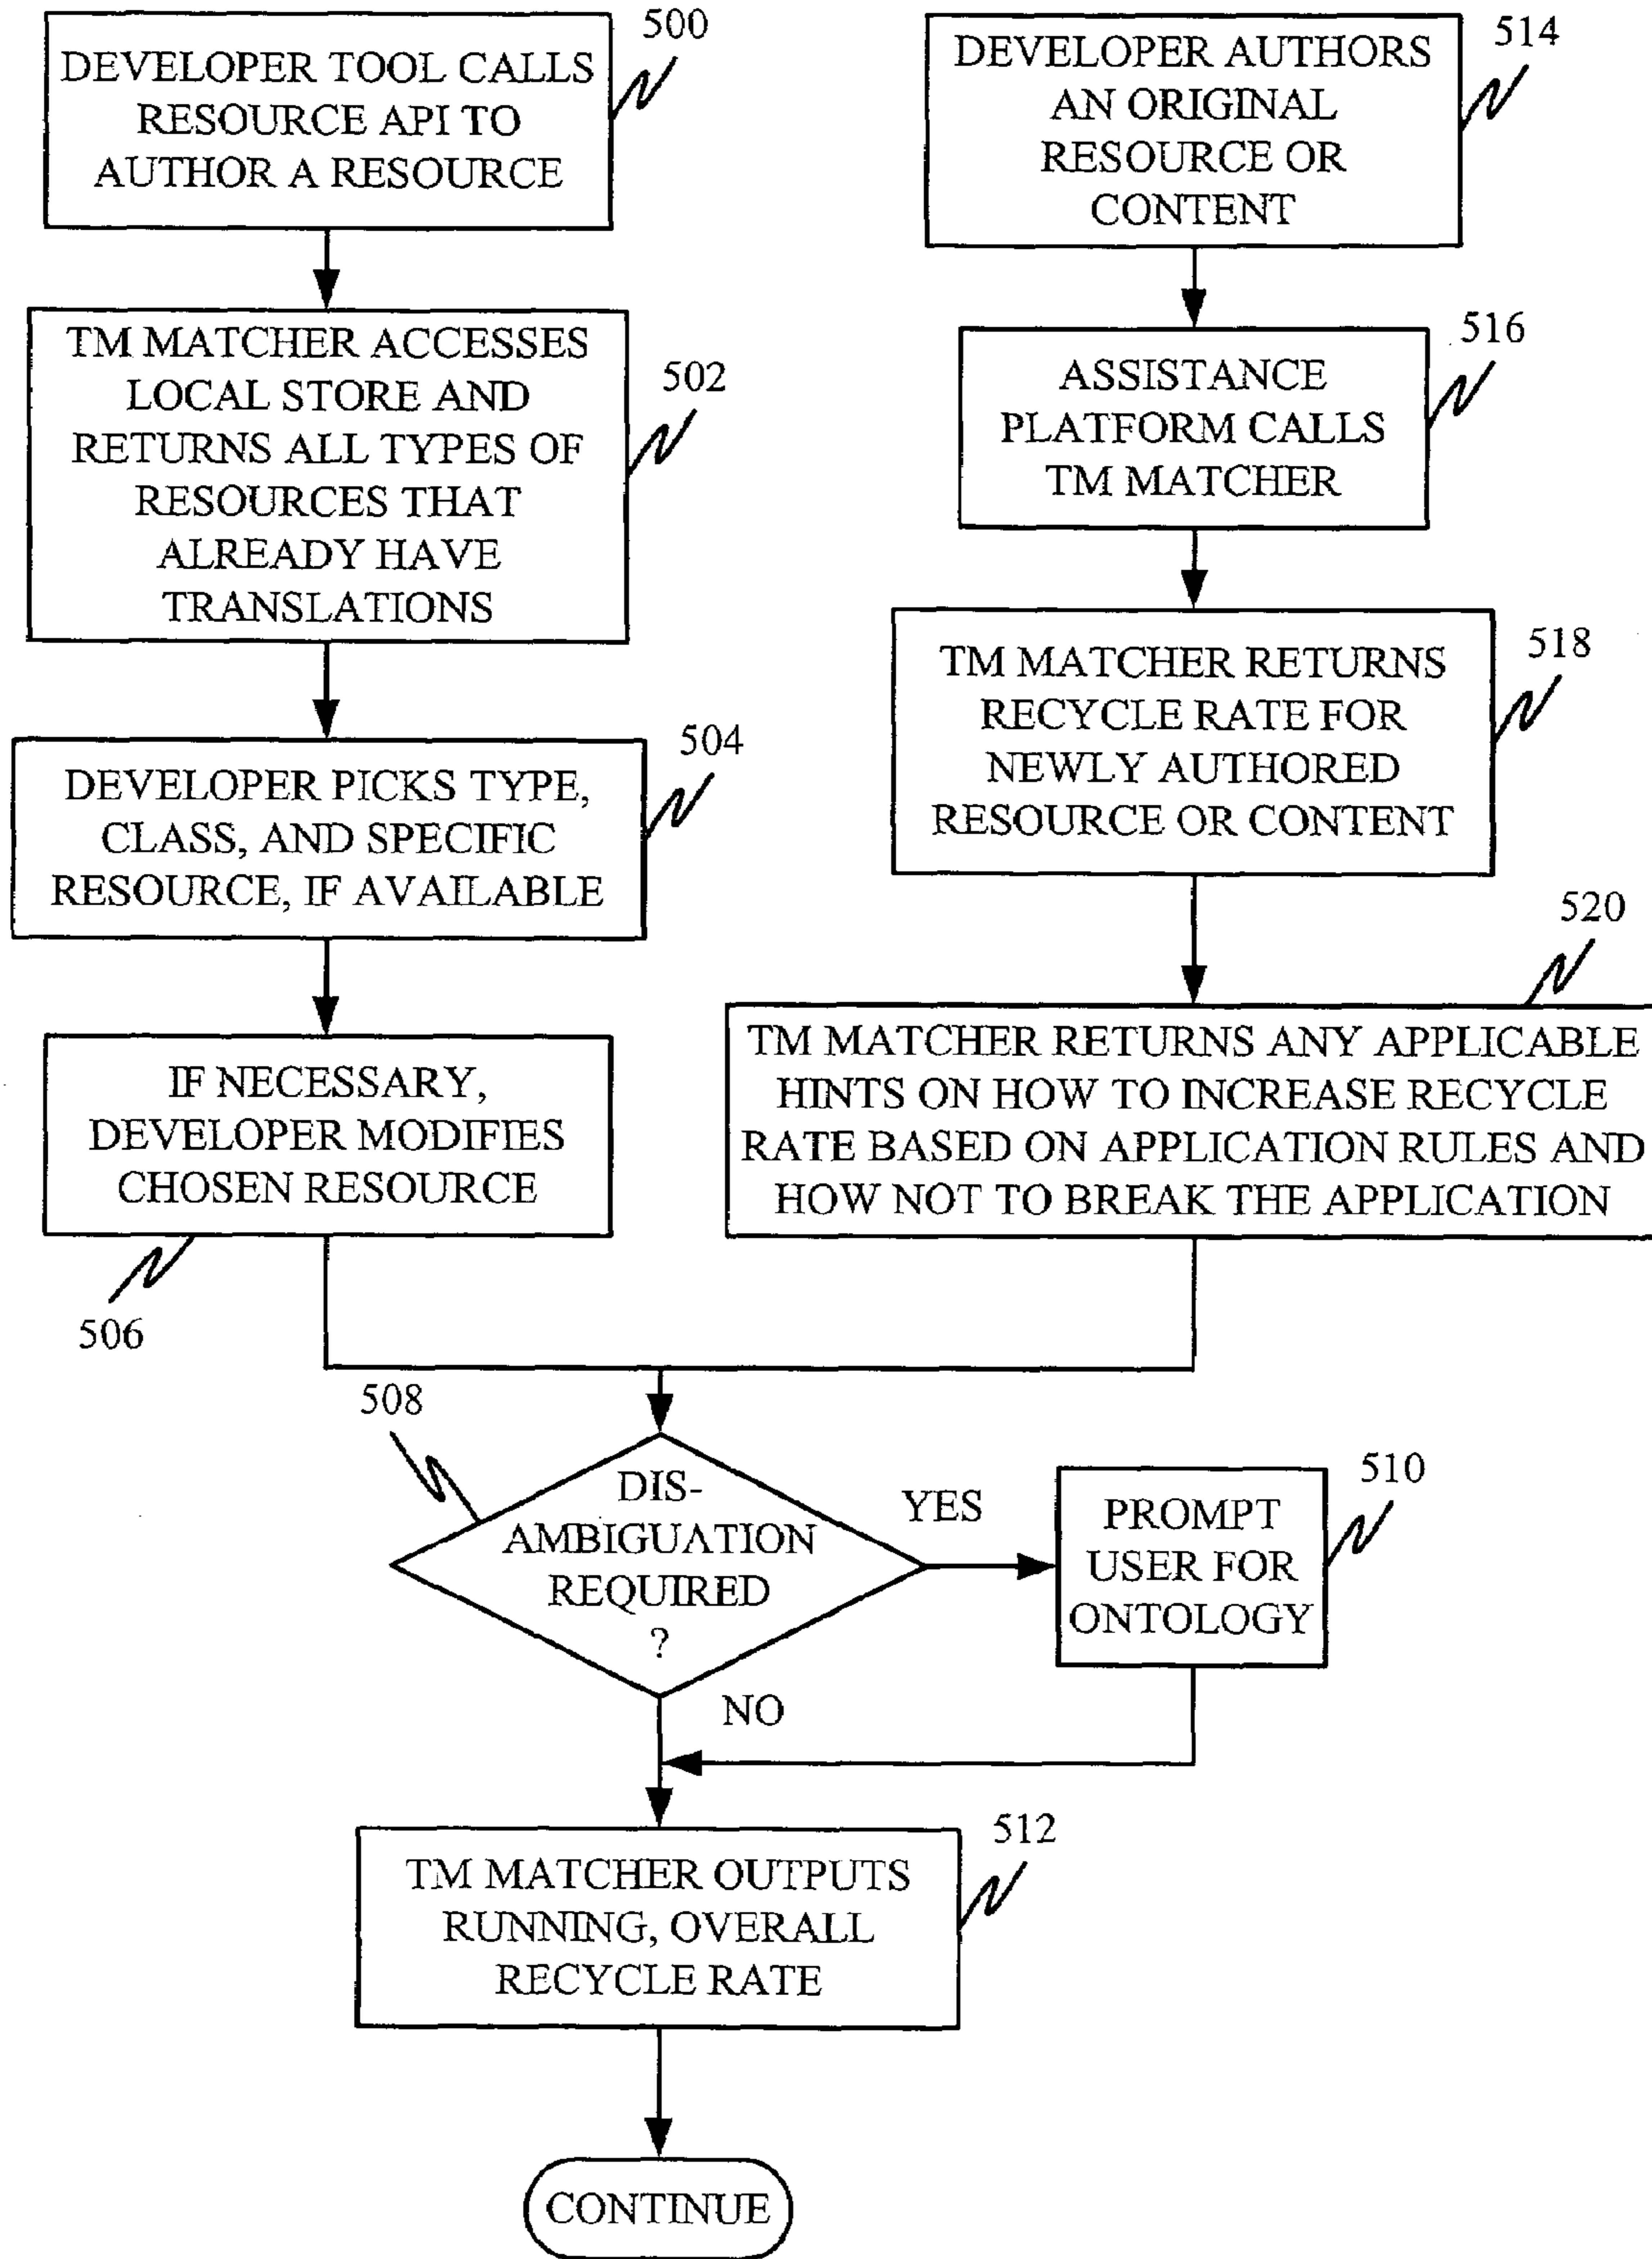 500
DEVELOPER TOOL CALLS
RESOURCE API TO
AUTHOR A RESOURCE
502
TM MATCHER ACCESSES
LOCAL STORE AND
RETURNS ALL TYPES OF
RESOURCES THAT
ALREADY HAVE
TRANSLATIONS
504
DEVELOPER PICKS TYPE,
CLASS, AND SPECIFIC
RESOURCE, IF AVAILABLE
IF NECESSARY,
DEVELOPER MODIFIES
CHOSEN RESOURCE
506
514
DEVELOPER AUTHORS
AN ORIGINAL
RESOURCE OR
CONTENT
516
ASSISTANCE
PLATFORM CALLS
TM MATCHER
518
TM MATCHER RETURNS
RECYCLE RATE FOR
NEWLY AUTHORED
RESOURCE OR CONTENT
520
TM MATCHER RETURNS ANY APPLICABLE
HINTS ON HOW TO INCREASE RECYCLE
RATE BASED ON APPLICATION RULES AND
HOW NOT TO BREAK THE APPLICATION
508
DIS-
AMBIGUATION
REQUIRED
?
YES
510
PROMPT
USER FOR
ONTOLOGY
NO
512
TM MATCHER OUTPUTS
RUNNING, OVERALL
RECYCLE RATE
CONTINUE